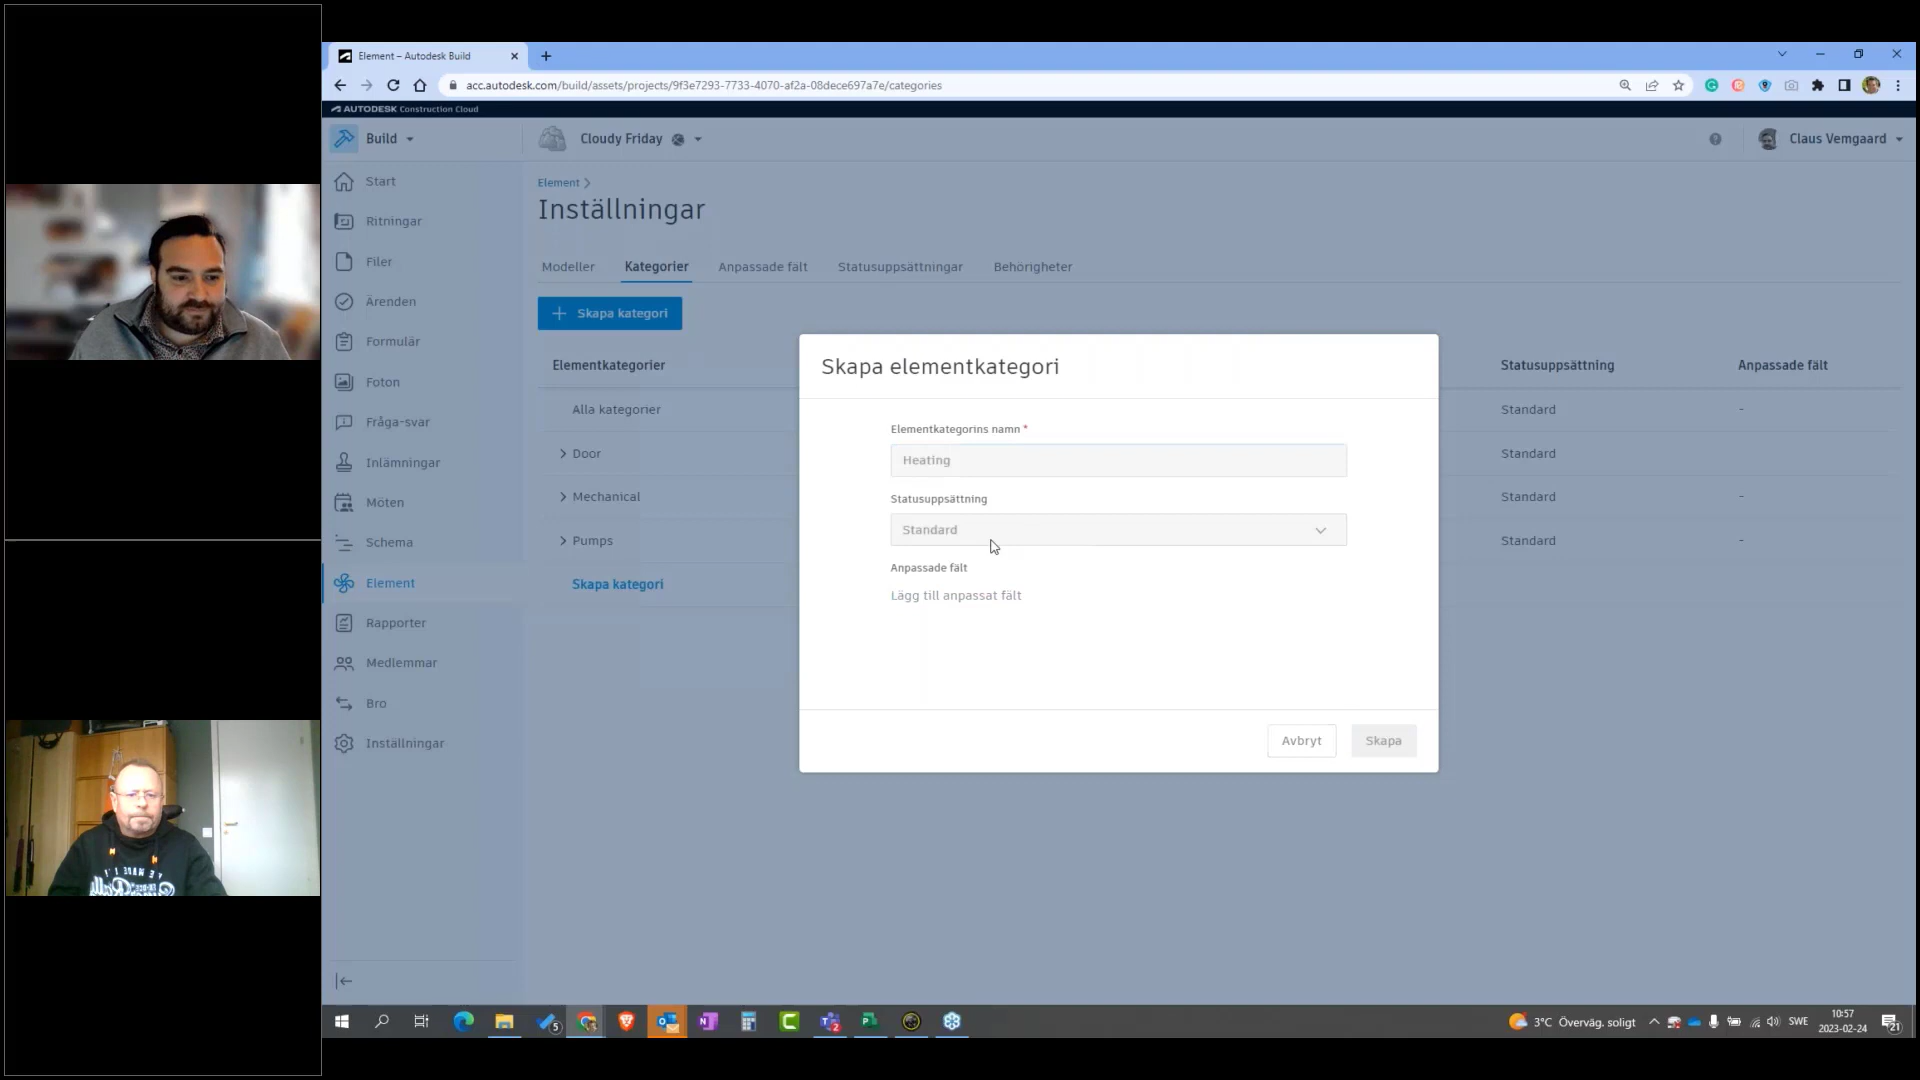 Element – Autodesk Build
acc.autodesk.com/build/assets/projects/9f3e7293-7733-4070-af2a-08dece697a7e/categories
AUTODESK Construction Cloud
Build
Cloudy Friday
Claus Vemgaard
Start
Ritningar
Filer
Ärenden
Formulär
Foton
Fråga-svar
Inlämningar
Möten
Schema
Element
Rapporter
Medlemmar
Bro
Inställningar
Element
Inställningar
Modeller Kategorier Anpassade fält Statusuppsättningar Behörigheter
Skapa kategori
Elementkategorier Statusuppsättning Anpassade fält
Alla kategorier Standard -
Door Standard
Mechanical Standard -
Pumps Standard -
Skapa kategori
Skapa elementkategori
Elementkategorins namn *
Heating
Statusuppsättning
Standard
Anpassade fält
Lägg till anpassat fält
Avbryt Skapa
5
2
3°C Överväg. soligt
SWE
10:57
2023-02-24
21